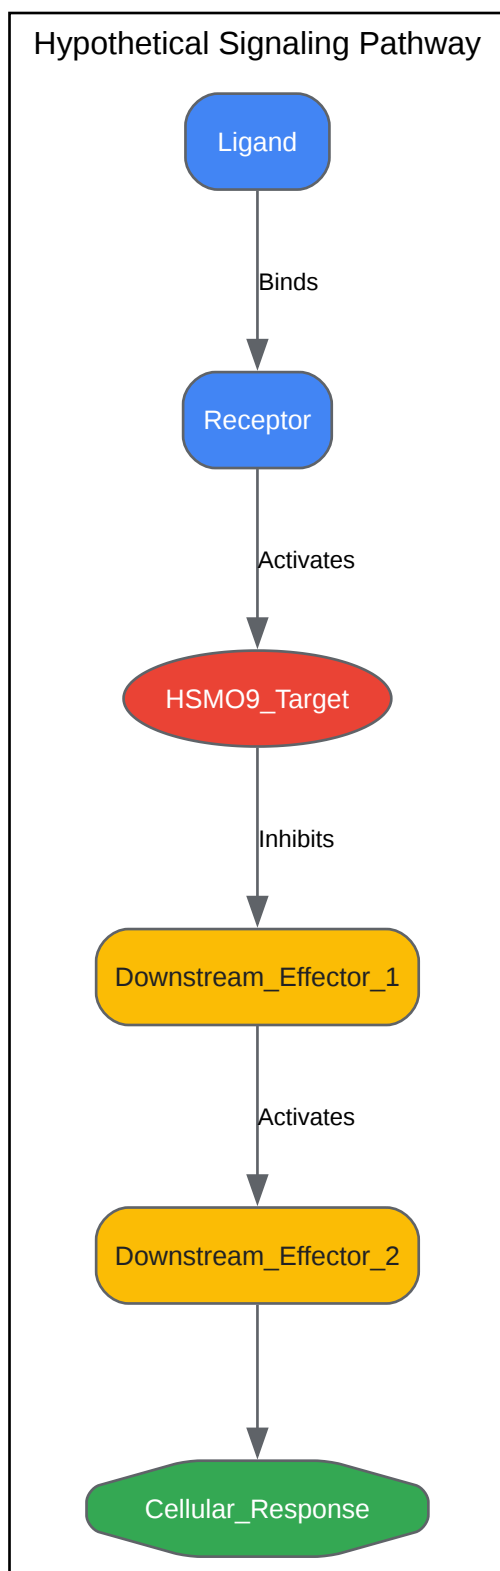 Hypothetical Signaling Pathway
Ligand
Binds
Receptor
Activates
HSMO9_Target
Inhibits
Downstream_Effector_1
Activates
Downstream_Effector_2
Cellular_Response